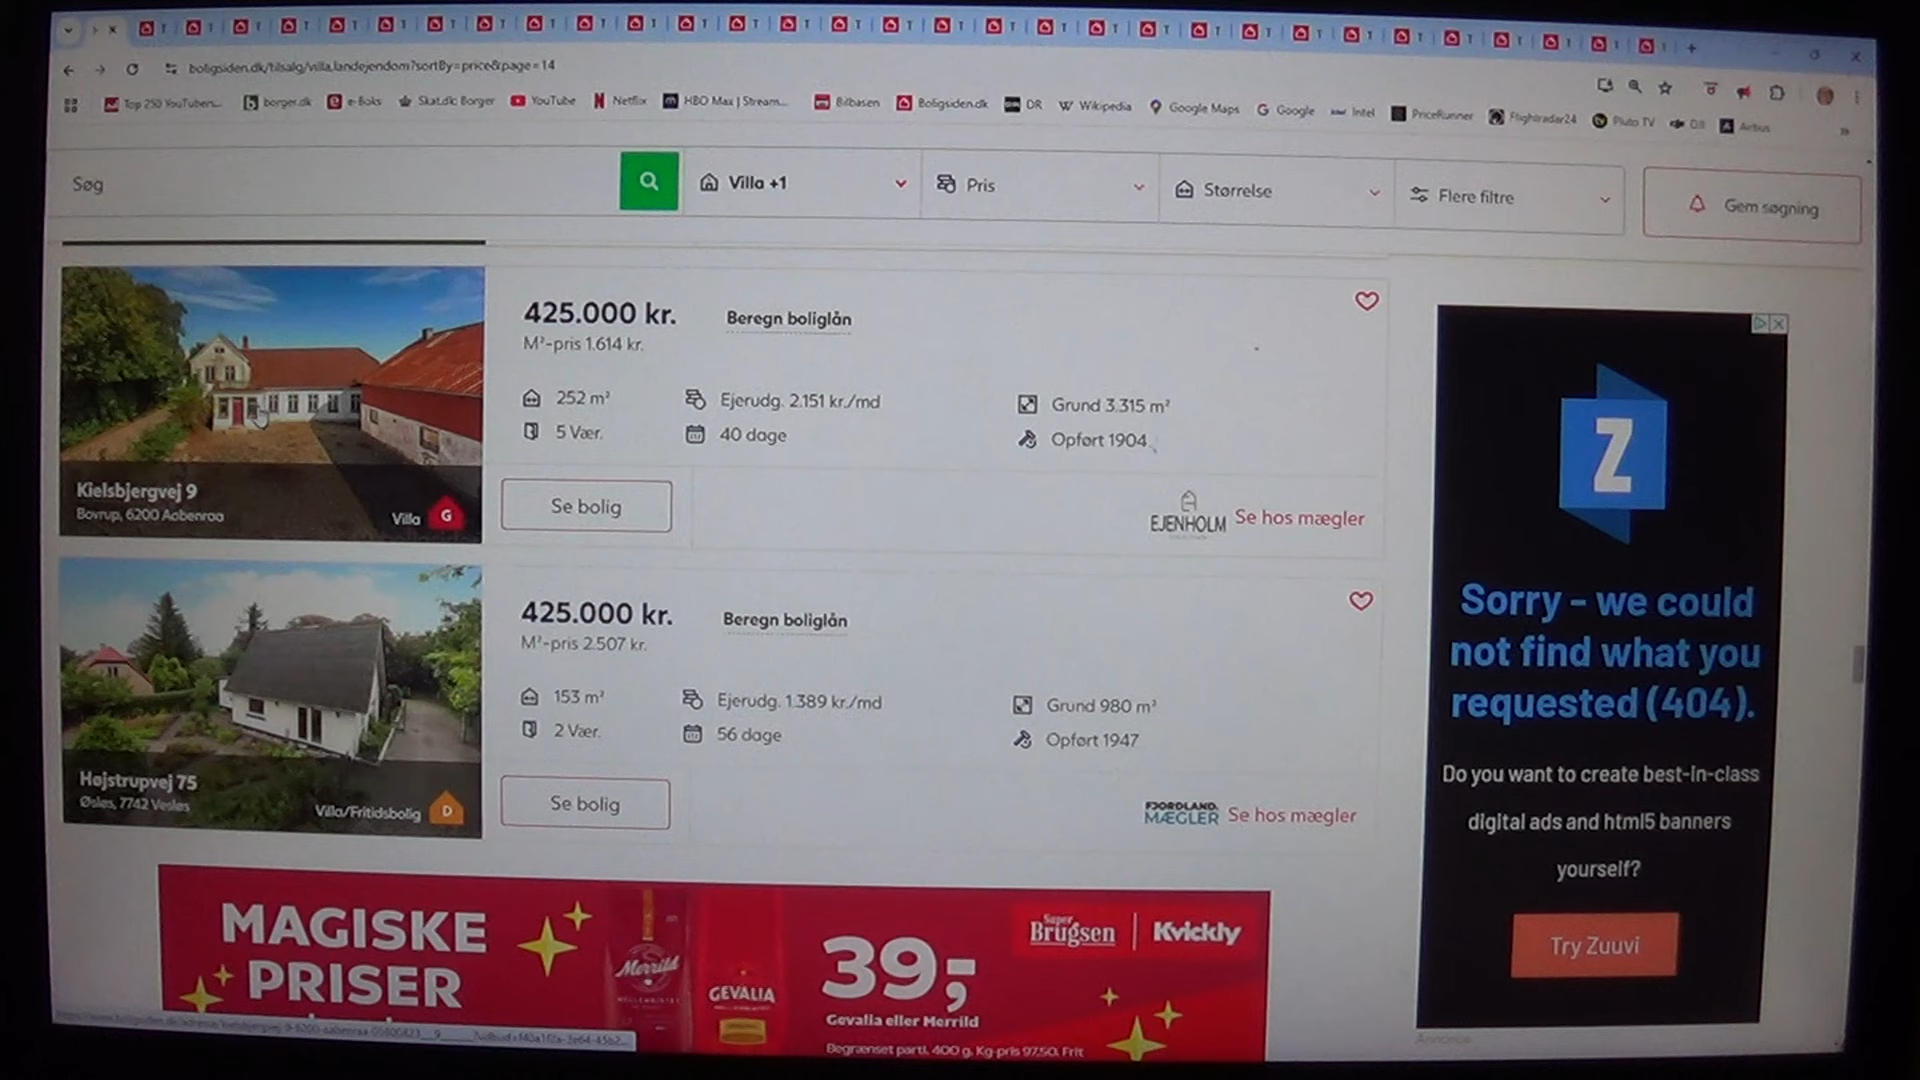 boligsiden.dk/tilsalg/villa,landejendom?sortBy=price&page=14
Top 250 YouTubers...
borger.dk
e-Boks
Skat.dk: Borger
YouTube
Netflix
HBO Max | Stream...
Bilbasen
Boligsiden.dk
DR
Wikipedia
Google Maps
Google
Intel
PriceRunner
Flightradar24
Pluto TV
DJI
Airbus
Søg
Villa +1
Pris
Størrelse
Flere filtre
Gem søgning
425.000 kr.
Beregn boliglån
M²-pris 1.614 kr.
252 m²
Ejerudg. 2.151 kr./md
Grund 3.315 m²
5 Vær.
40 dage
Opført 1904
Kielsbjergvej 9
Bovrup, 6200 Aabenraa
Villa
G
Se bolig
EJENHOLM
Se hos mægler
425.000 kr.
Beregn boliglån
M²-pris 2.507 kr.
153 m²
Ejerudg. 1.389 kr./md
Grund 980 m²
2 Vær.
56 dage
Opført 1947
Højstrupvej 75
Øsløs, 7742 Vesløs
Villa/Fritidsbolig
D
Se bolig
FJORDLAND.
MÆGLER
Se hos mægler
MAGISKE
PRISER
Merrild
GEVALIA
39,-
Gevalia eller Merrild
Begrænset parti. 400 g. Kg-pris 97,50. Frit
Super
Brugsen
Kvickly
Z
Sorry - we could
not find what you
requested (404).
Do you want to create best-in-class
digital ads and html5 banners
yourself?
Try Zuuvi
Annonce